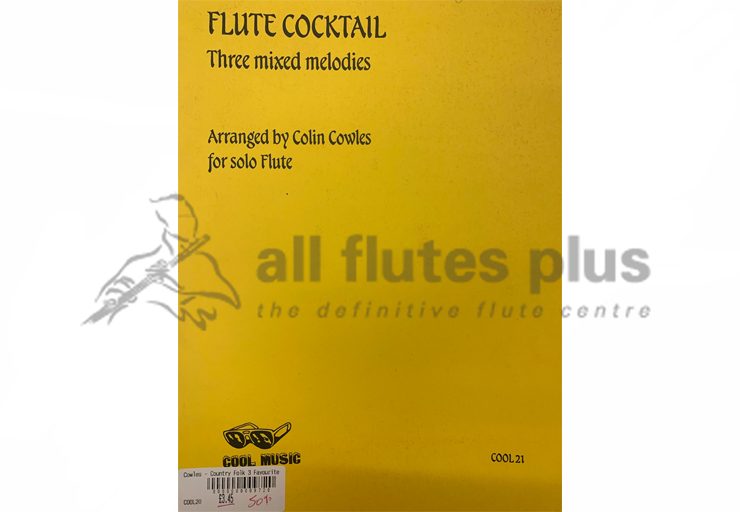 FLUTE COCKTAIL
Three mixed melodies
Arranged by Colin Cowles
for solo Flute
all flutes plus
the definitive flute centre
COOL MUSIC
COOL 21
Cowles - Country Folk 3 Favourite
COOL20
£3.45
50%